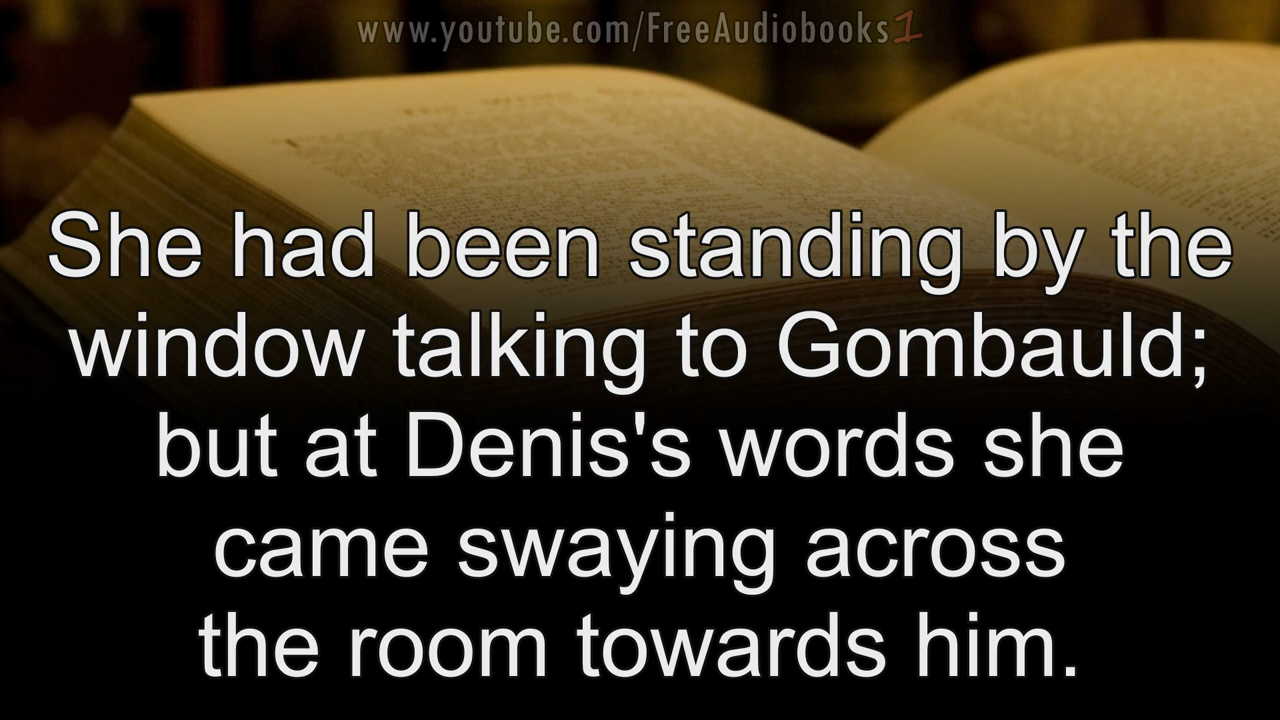 www.youtube.com/FreeAudiobooks1
She had been standing by the
window talking to Gombauld;
but at Denis's words she
came swaying across
the room towards him.